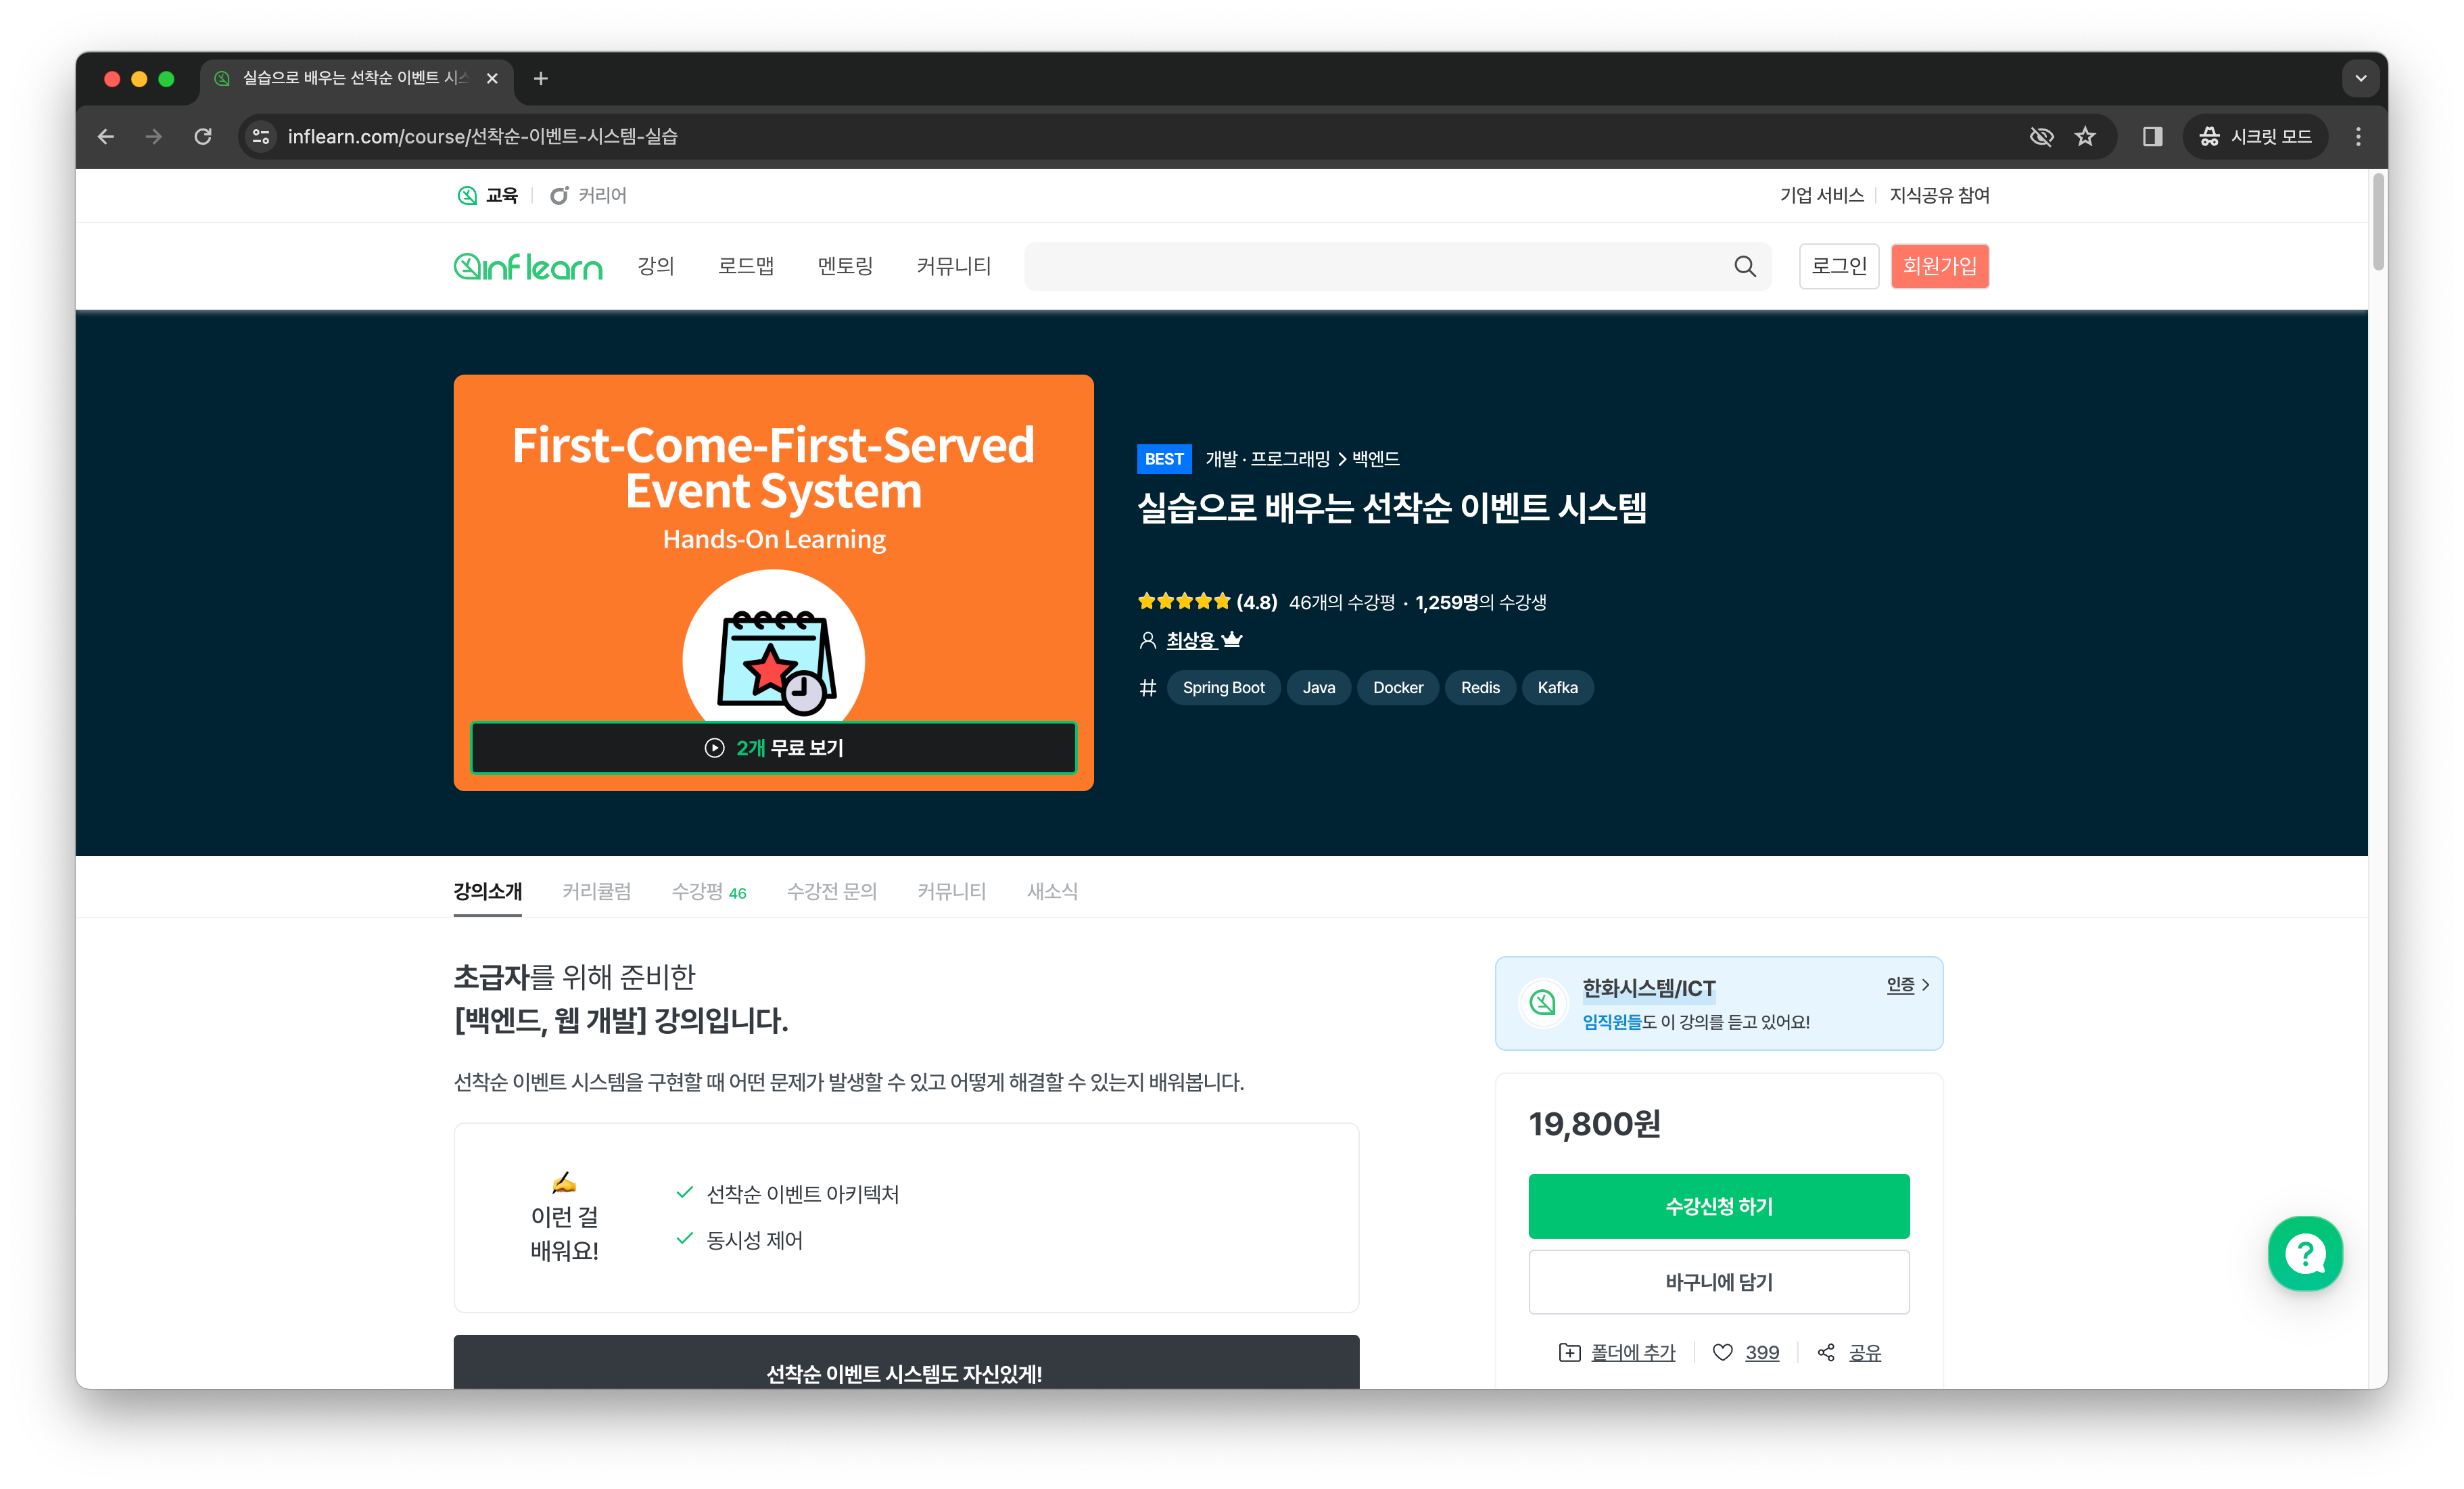 실습으로 배우는 선착순 이벤트 시스
inflearn.com/course/선착순-이벤트-시스템-실습
시크릿 모드
교육
커리어
기업 서비스
지식공유 참여
inflearn
강의
로드맵
멘토링
커뮤니티
로그인
회원가입
First-Come-First-Served
Event System
Hands-On Learning
2개 무료 보기
BEST 개발 · 프로그래밍 > 백엔드
실습으로 배우는 선착순 이벤트 시스템
(4.8) 46개의 수강평 · 1,259명의 수강생
최상용
# Spring Boot Java Docker Redis Kafka
강의소개
커리큘럼
수강평 46
수강전 문의
커뮤니티
새소식
초급자를 위해 준비한
[백엔드, 웹 개발] 강의입니다.
선착순 이벤트 시스템을 구현할 때 어떤 문제가 발생할 수 있고 어떻게 해결할 수 있는지 배워봅니다.
✍️
이런 걸
배워요!
선착순 이벤트 아키텍처
동시성 제어
선착순 이벤트 시스템도 자신있게!
한화시스템/ICT
인증 >
임직원들도 이 강의를 듣고 있어요!
19,800원
수강신청 하기
바구니에 담기
폴더에 추가
399
공유